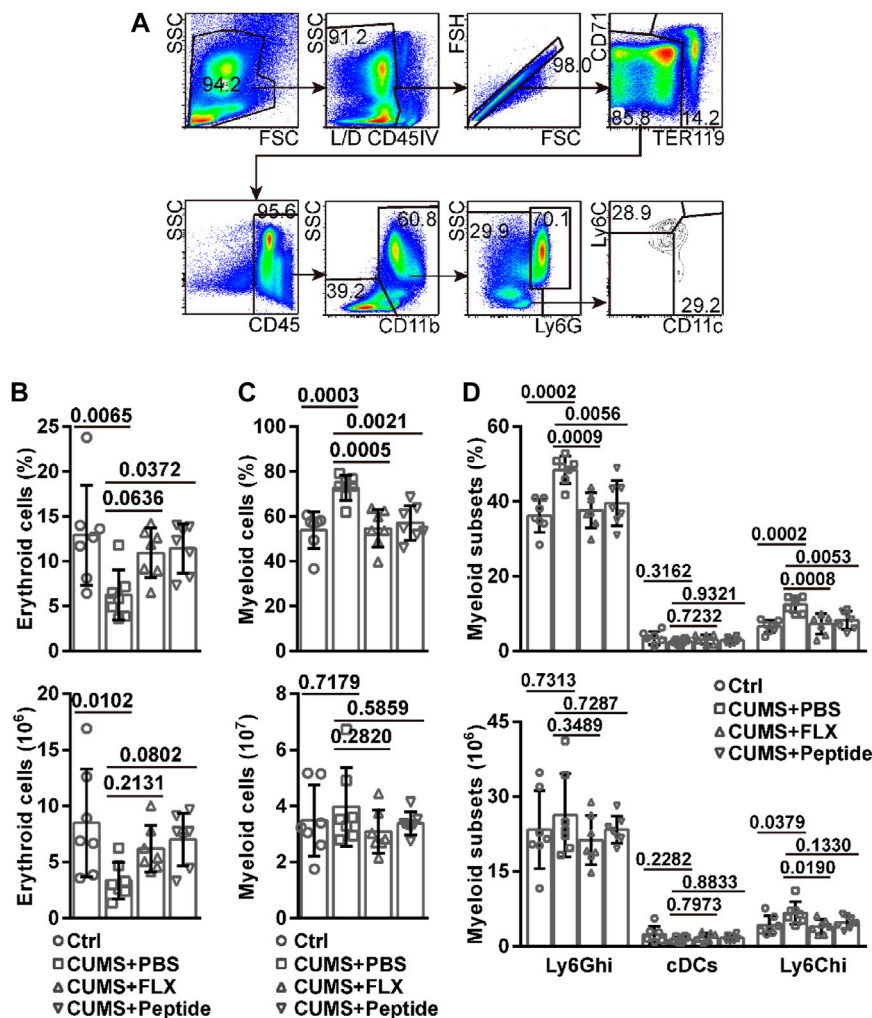 A
SSC
94.2
FSC
SSC
91.2
L/D CD45IV
FSH
98.0
FSC
CD71
85.8
14.2
TER119
SSC
95.6
CD45
SSC
60.8
39.2
CD11b
SSC
29.9
70.1
Ly6G
Ly6C
28.9
29.2
CD11c
B
Erythroid cells (%)
25
20
15
10
5
0
0.0065
0.0372
0.0636
Erythroid cells (10⁶)
20
15
10
5
0
0.0102
0.0802
0.2131
Ctrl
CUMS+PBS
CUMS+FLX
CUMS+Peptide
C
Myeloid cells (%)
100
80
60
40
20
0
0.0003
0.0021
0.0005
Myeloid cells (10⁷)
8
6
4
2
0
0.7179
0.5859
0.2820
Ctrl
CUMS+PBS
CUMS+FLX
CUMS+Peptide
D
Myeloid subsets (%)
60
40
20
0
0.0002
0.0056
0.0009
0.3162
0.9321
0.7232
0.0002
0.0053
0.0008
Ctrl
CUMS+PBS
CUMS+FLX
CUMS+Peptide
Myeloid subsets (10⁶)
45
30
15
0
0.7313
0.7287
0.3489
0.2282
0.8833
0.7973
0.0379
0.1330
0.0190
Ly6Ghi
cDCs
Ly6Chi